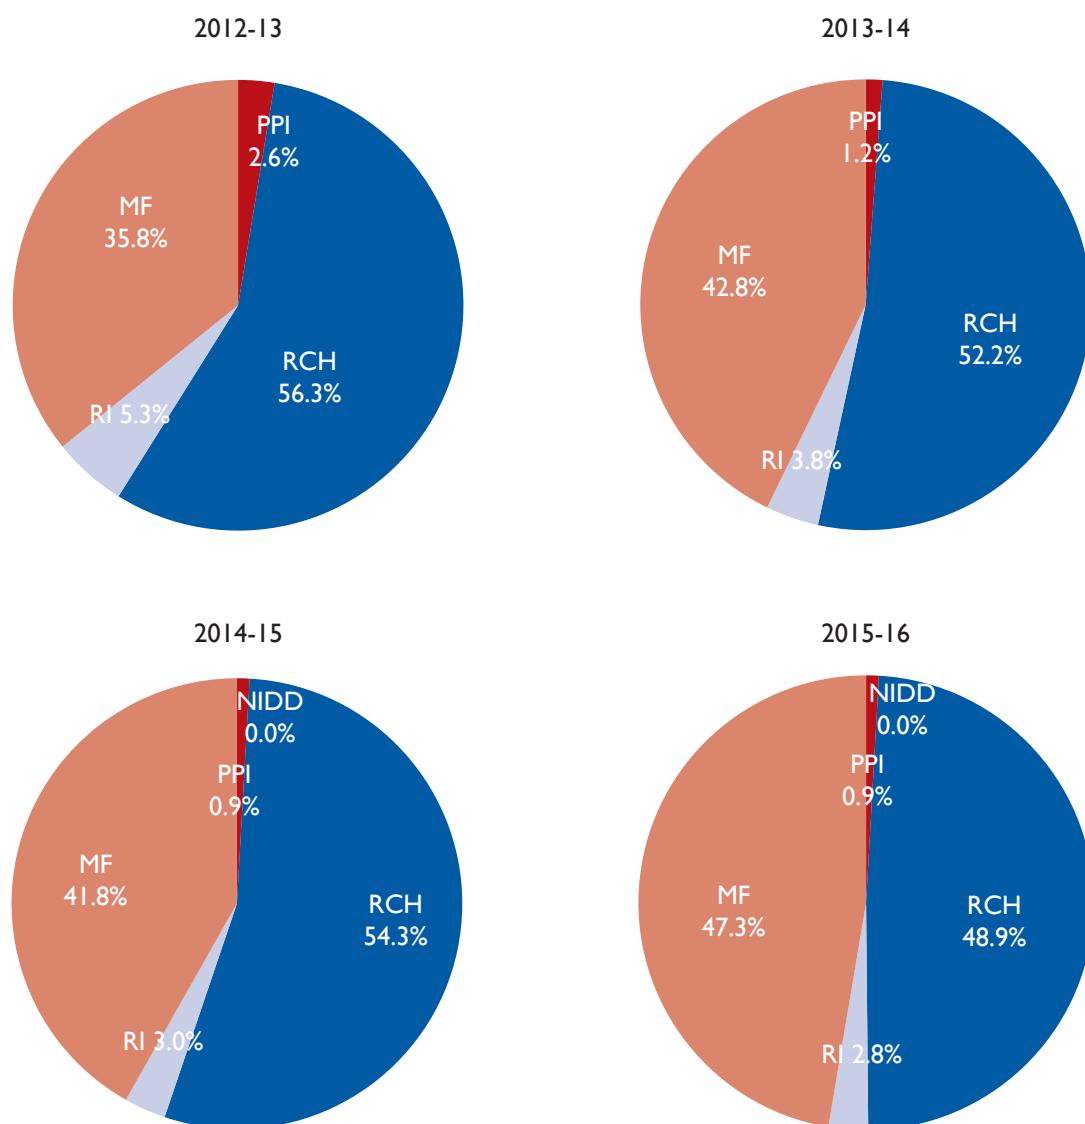 2012-13
PPI
2.6%
MF
35.8%
RCH
56.3%
RI 5.3%
2013-14
PPI
1.2%
MF
42.8%
RCH
52.2%
RI 3.8%
2014-15
NIDD
0.0%
PPI
0.9%
MF
41.8%
RCH
54.3%
RI 3.0%
2015-16
NIDD
0.0%
PPI
0.9%
MF
47.3%
RCH
48.9%
RI 2.8%